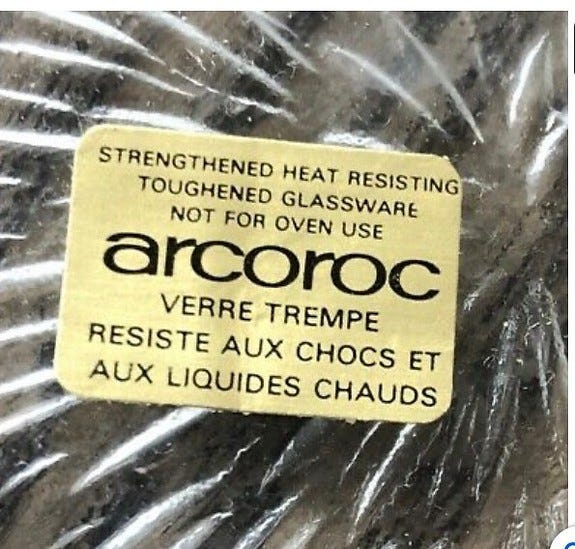 STRENGTHENED HEAT RESISTING
TOUGHENED GLASSWARE
NOT FOR OVEN USE
arcoroc
VERRE TREMPE
RESISTE AUX CHOCS ET
AUX LIQUIDES CHAUDS